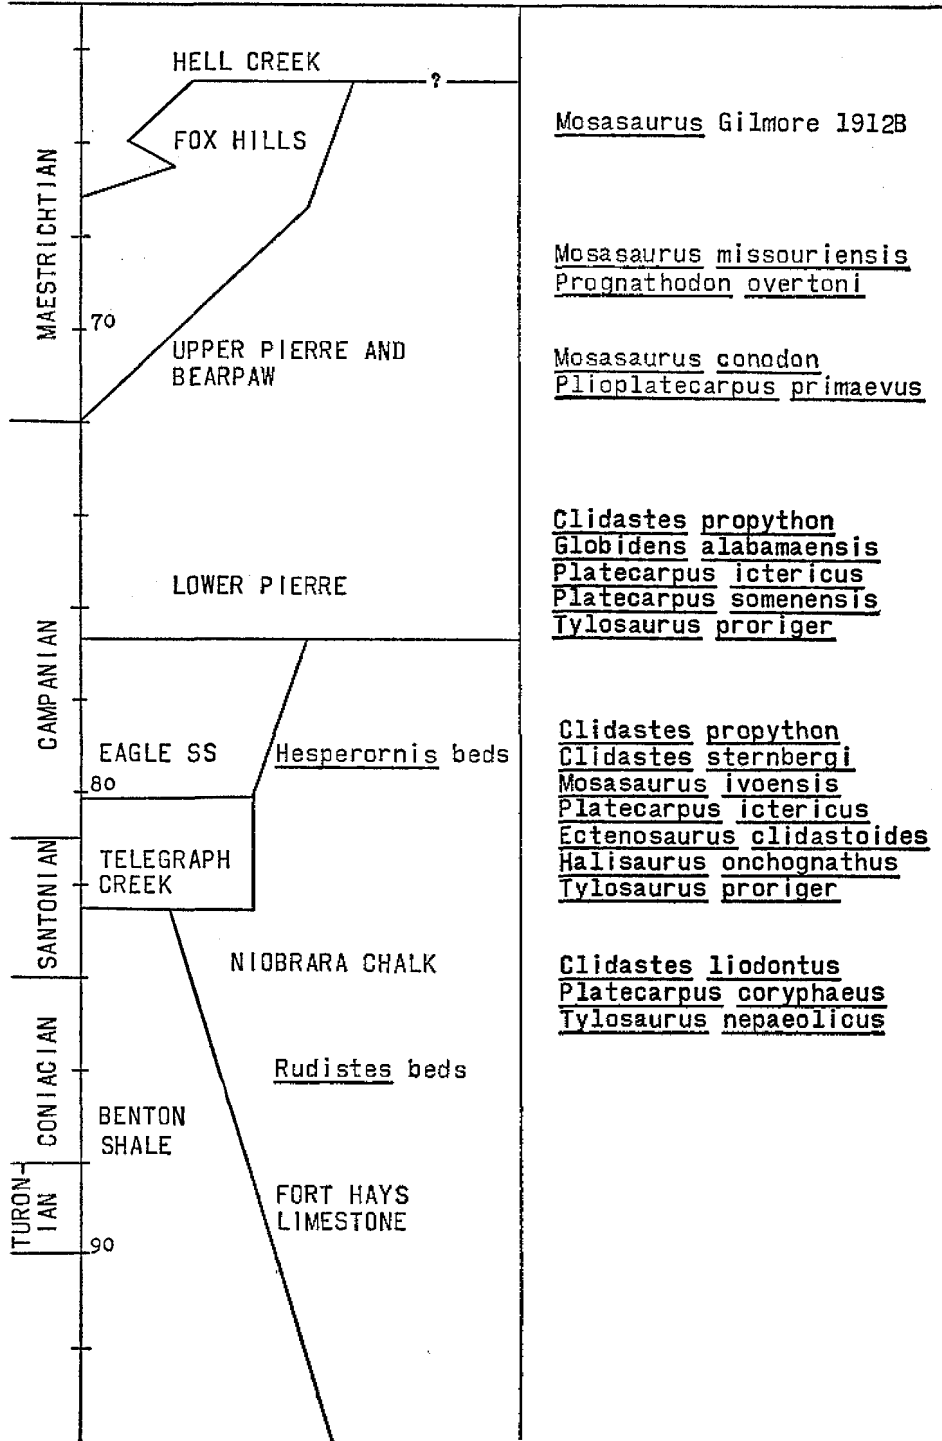 MAESTRICHTIAN
CAMPANIAN
SANTONIAN
CONIACIAN
TURON-
IAN
70
80
90
HELL CREEK
?
FOX HILLS
UPPER PIERRE AND
BEARPAW
LOWER PIERRE
EAGLE SS
Hesperornis beds
TELEGRAPH
CREEK
NIOBRARA CHALK
Rudistes beds
BENTON
SHALE
FORT HAYS
LIMESTONE
Mosasaurus Gilmore 1912B
Mosasaurus missouriensis
Prognathodon overtoni
Mosasaurus conodon
Plioplatecarpus primaevus
Clidastes propython
Globidens alabamaensis
Platecarpus ictericus
Platecarpus somenensis
Tylosaurus proriger
Clidastes propython
Clidastes sternbergi
Mosasaurus ivoensis
Platecarpus ictericus
Ectenosaurus clidastoides
Halisaurus onchognathus
Tylosaurus proriger
Clidastes liodontus
Platecarpus coryphaeus
Tylosaurus nepaeolicus